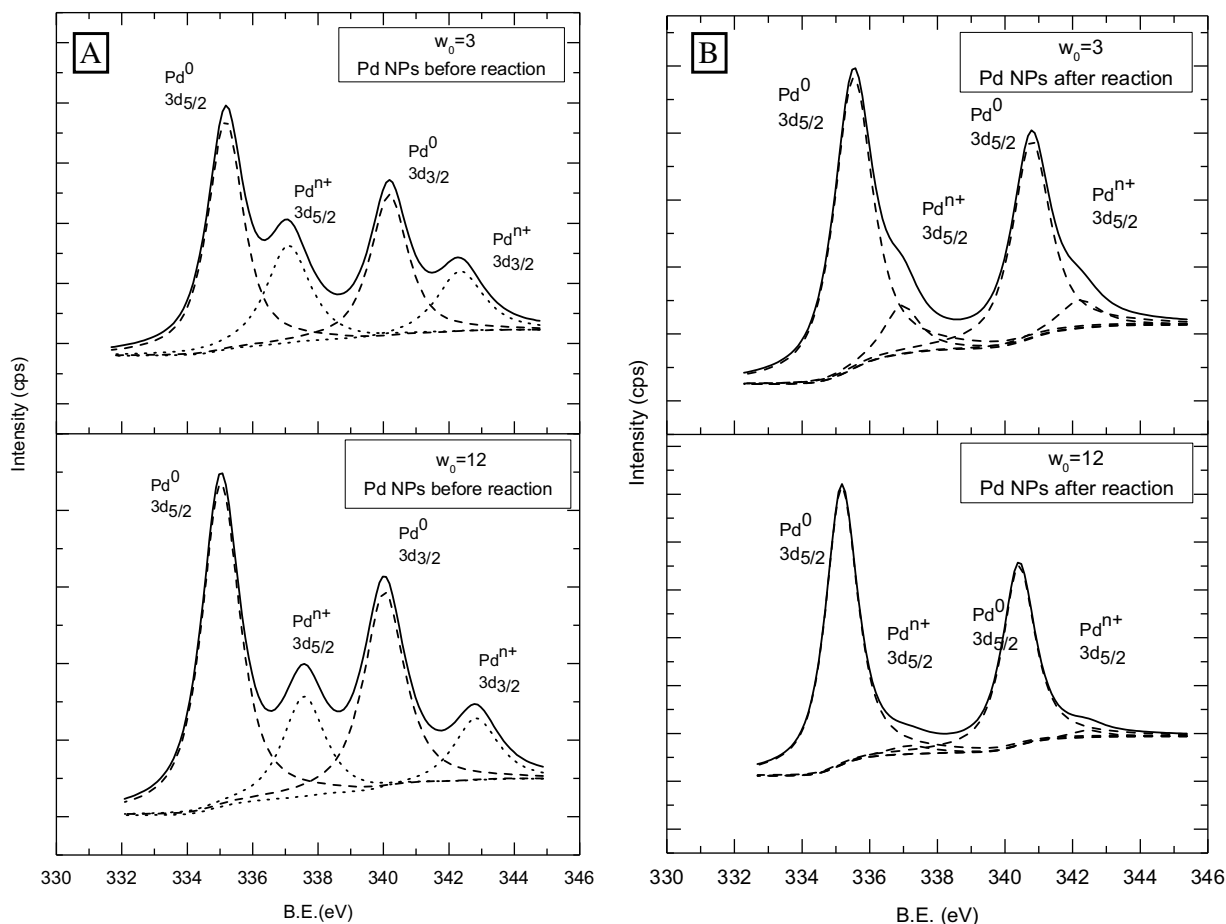 A
w0=3
Pd NPs before reaction
Pd0
3d5/2
Pdn+
3d5/2
Pd0
3d3/2
Pdn+
3d3/2
w0=12
Pd NPs before reaction
Pd0
3d5/2
Pdn+
3d5/2
Pd0
3d3/2
Pdn+
3d3/2
Intensity (cps)
330 332 334 336 338 340 342 344 346
B.E.(eV)
B
w0=3
Pd NPs after reaction
Pd0
3d5/2
Pdn+
3d5/2
Pd0
3d5/2
Pdn+
3d5/2
w0=12
Pd NPs after reaction
Pd0
3d5/2
Pdn+
3d5/2
Pd0
3d5/2
Pdn+
3d5/2
Intensity (cps)
330 332 334 336 338 340 342 344 346
B.E. (eV)